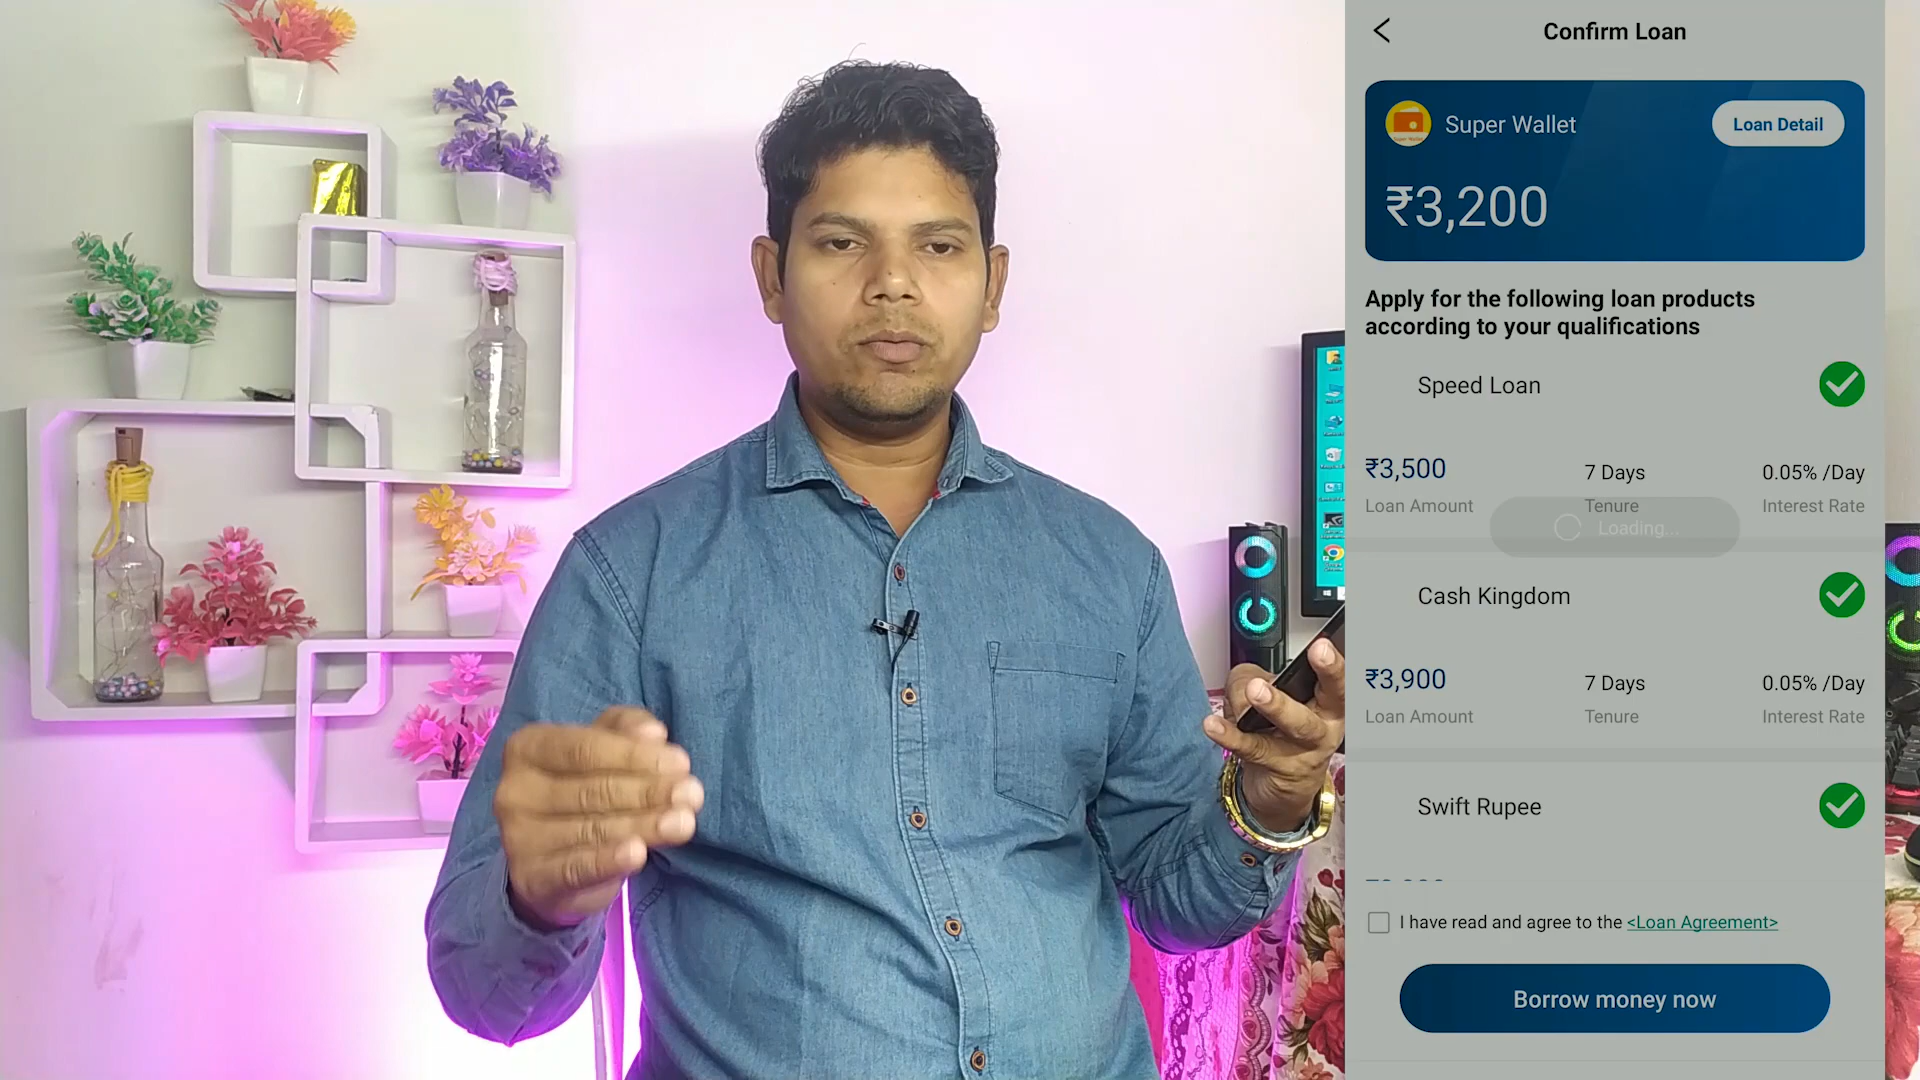 Confirm Loan
Super Wallet
Loan Detail
₹3,200
Apply for the following loan products
according to your qualifications
Speed Loan
₹3,500
7 Days
0.05% /Day
Loan Amount
Tenure
Interest Rate
Loading...
Cash Kingdom
₹3,900
7 Days
0.05% /Day
Loan Amount
Tenure
Interest Rate
Swift Rupee
I have read and agree to the <Loan Agreement>
Borrow money now